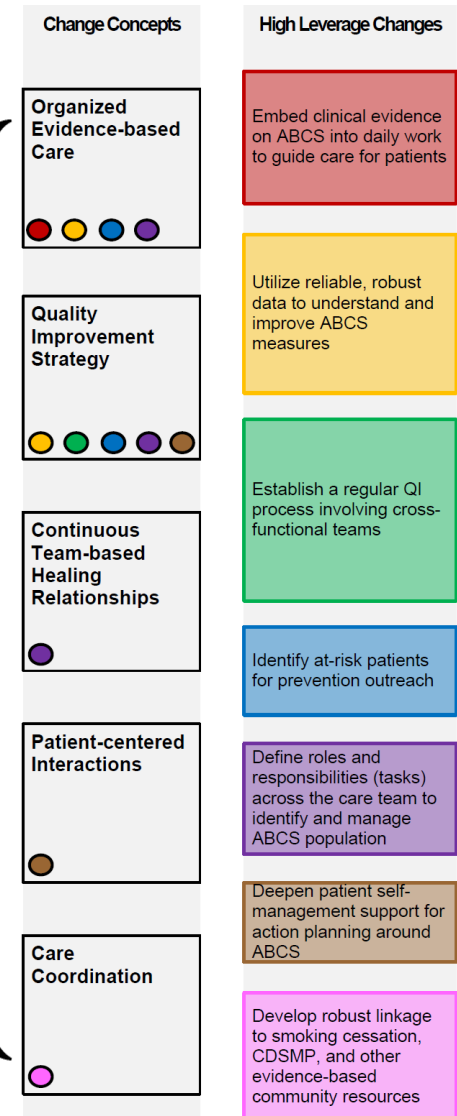 Change Concepts
Organized
Evidence-based
Care
Quality
Improvement
Strategy
Continuous
Team-based
Healing
Relationships
Patient-centered
Interactions
Care
Coordination
High Leverage Changes
Embed clinical evidence
on ABCS into daily work
to guide care for patients
Utilize reliable, robust
data to understand and
improve ABCS
measures
Establish a regular QI
process involving cross-
functional teams
Identify at-risk patients
for prevention outreach
Define roles and
responsibilities (tasks)
across the care team to
identify and manage
ABCS population
Deepen patient self-
management support for
action planning around
ABCS
Develop robust linkage
to smoking cessation,
CDSMP, and other
evidence-based
community resources